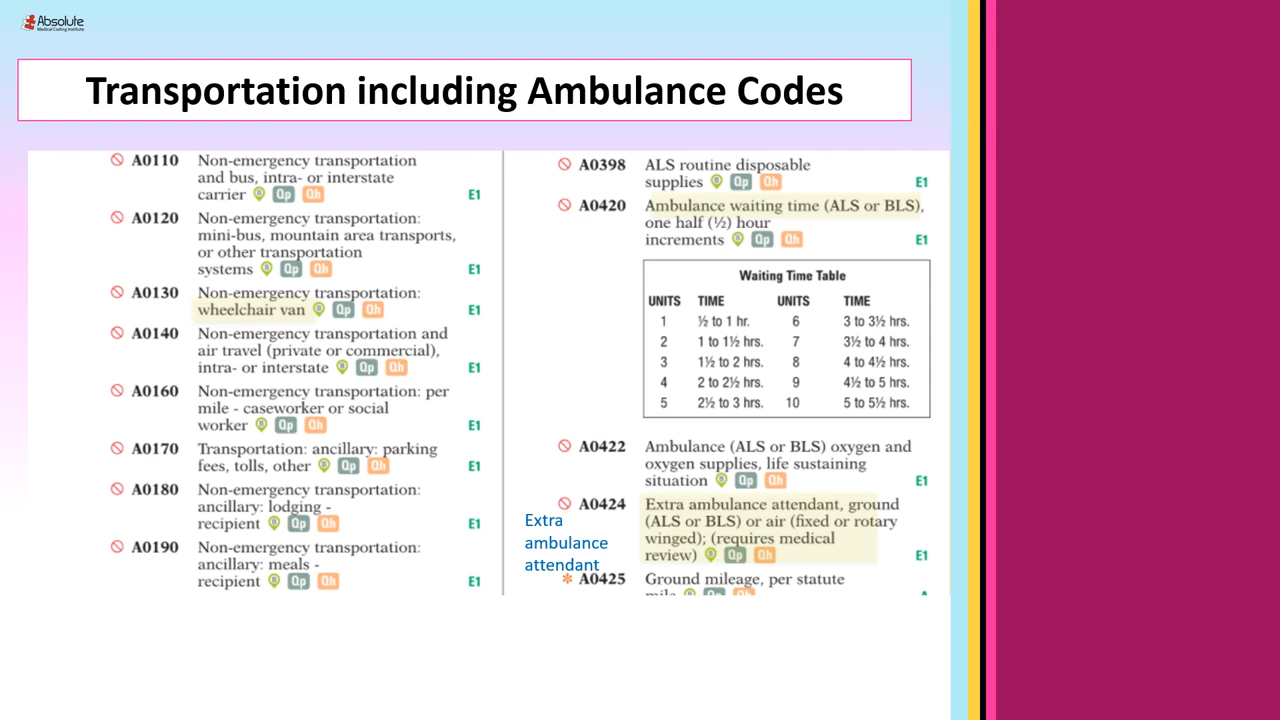 Absolute
Medical Coding Institute
Transportation including Ambulance Codes
A0110 Non-emergency transportation
and bus, intra- or interstate
carrier B Qp Qh E1
A0120 Non-emergency transportation:
mini-bus, mountain area transports,
or other transportation
systems B Qp Qh E1
A0130 Non-emergency transportation:
wheelchair van B Qp Qh E1
A0140 Non-emergency transportation and
air travel (private or commercial),
intra- or interstate B Qp Qh E1
A0160 Non-emergency transportation: per
mile - caseworker or social
worker B Qp Qh E1
A0170 Transportation: ancillary: parking
fees, tolls, other B Qp Qh E1
A0180 Non-emergency transportation:
ancillary: lodging -
recipient B Qp Qh E1
A0190 Non-emergency transportation:
ancillary: meals -
recipient B Qp Qh E1
A0398 ALS routine disposable
supplies B Qp Qh E1
A0420 Ambulance waiting time (ALS or BLS),
one half (½) hour
increments B Qp Qh E1
Waiting Time Table
UNITS TIME UNITS TIME
1 ½ to 1 hr. 6 3 to 3½ hrs.
2 1 to 1½ hrs. 7 3½ to 4 hrs.
3 1½ to 2 hrs. 8 4 to 4½ hrs.
4 2 to 2½ hrs. 9 4½ to 5 hrs.
5 2½ to 3 hrs. 10 5 to 5½ hrs.
A0422 Ambulance (ALS or BLS) oxygen and
oxygen supplies, life sustaining
situation B Qp Qh E1
A0424 Extra ambulance attendant, ground
(ALS or BLS) or air (fixed or rotary
winged); (requires medical
review) B Qp Qh E1
Extra
ambulance
attendant
* A0425 Ground mileage, per statute
mile B Qp Qh A